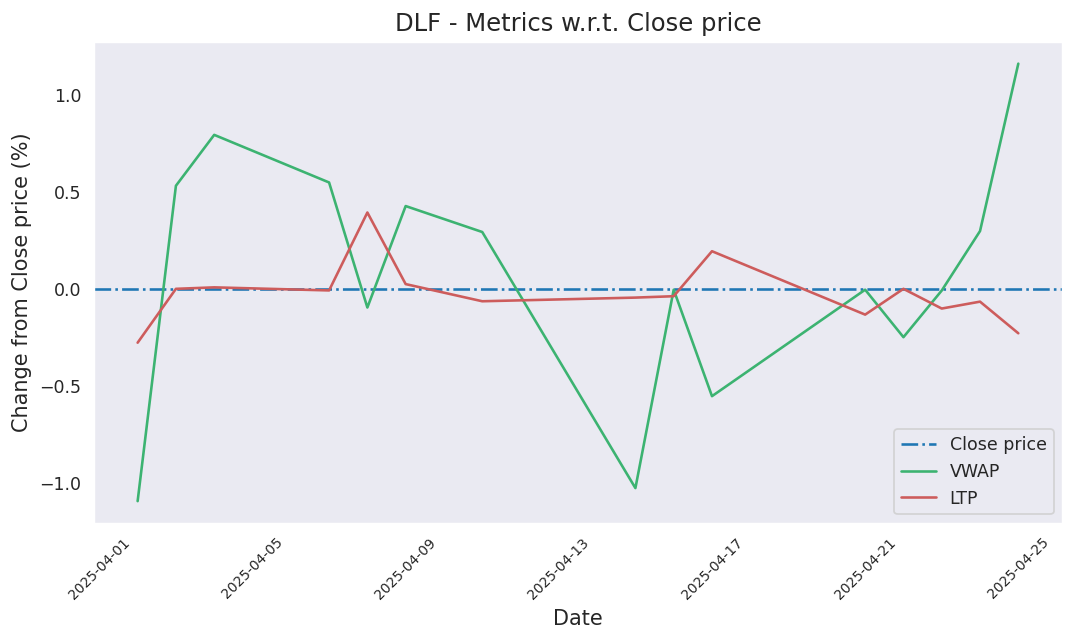 DLF - Metrics w.r.t. Close price
Change from Close price (%)
1.0
0.5
0.0
−0.5
−1.0
Close price
VWAP
LTP
2025-04-01
2025-04-05
2025-04-09
2025-04-13
2025-04-17
2025-04-21
2025-04-25
Date